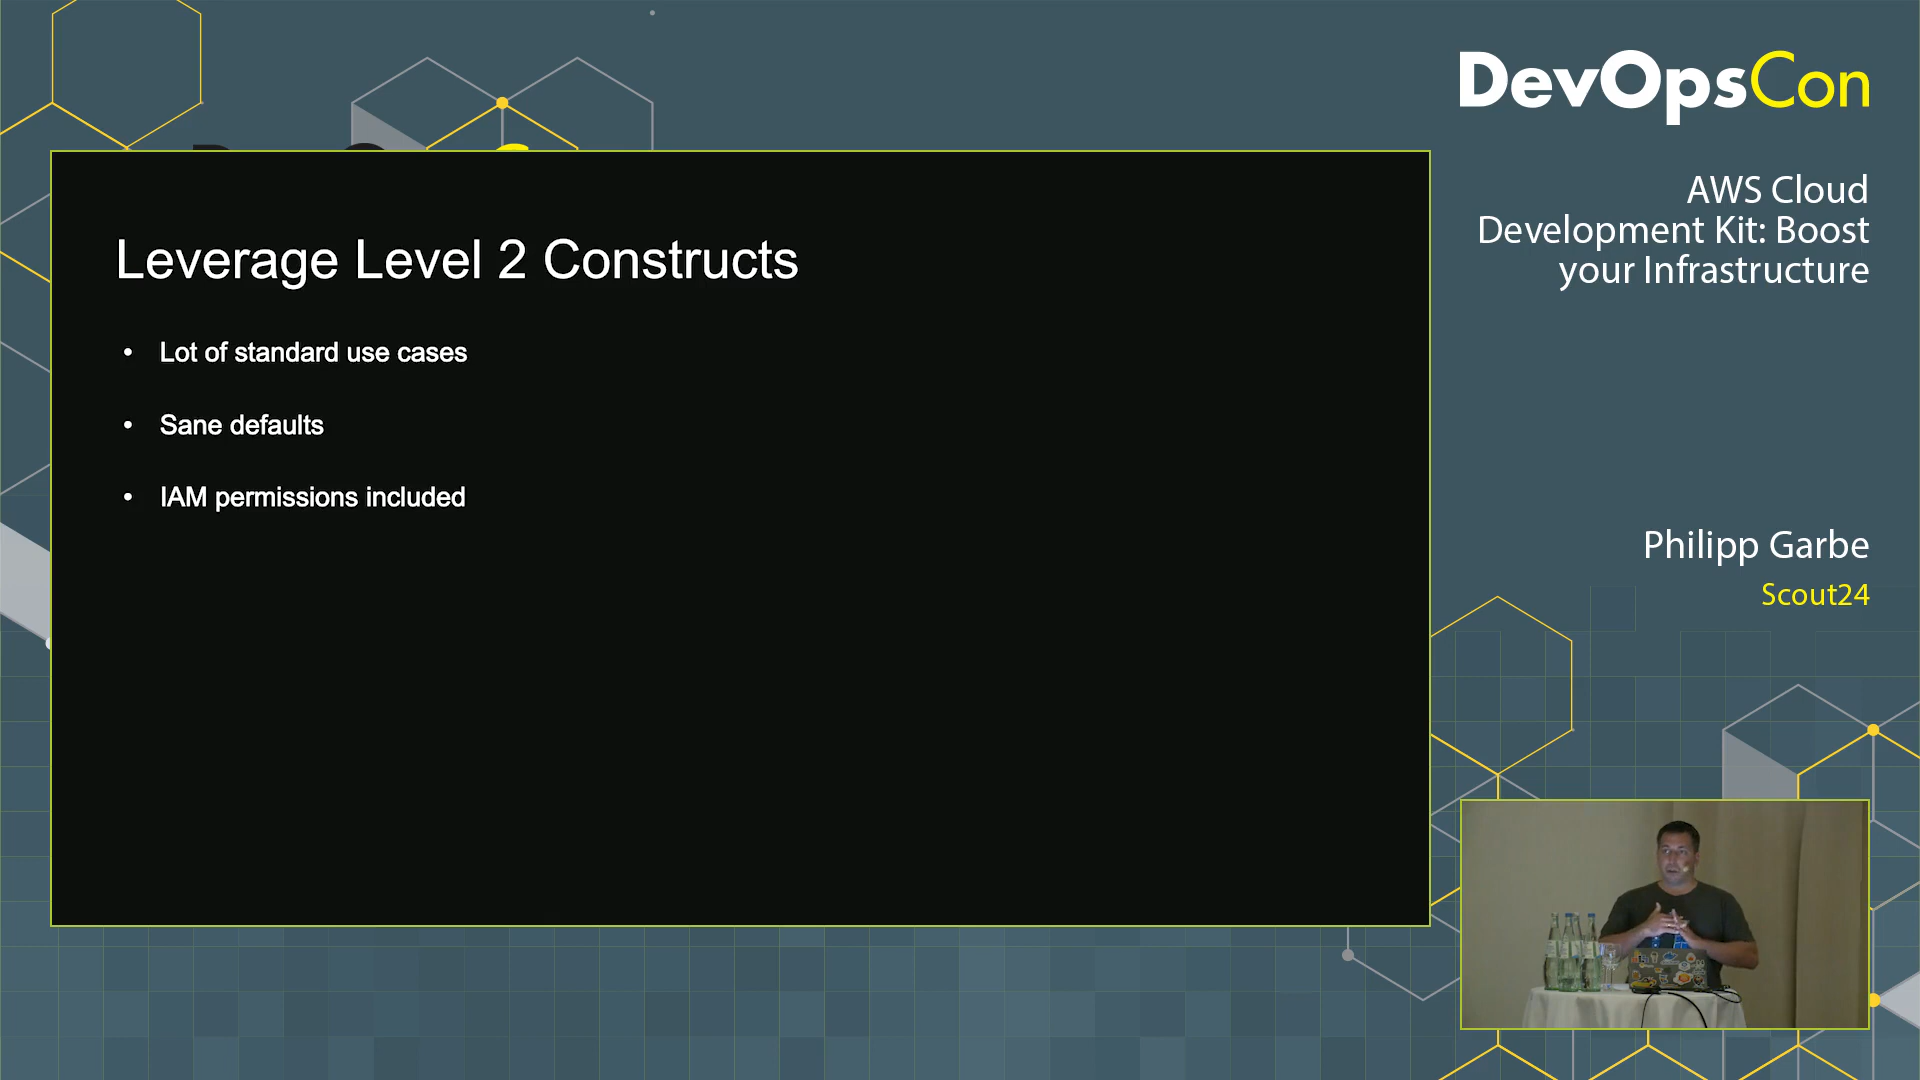 DevOpsCon
AWS Cloud
Development Kit: Boost
your Infrastructure
Leverage Level 2 Constructs
• Lot of standard use cases
• Sane defaults
• IAM permissions included
Philipp Garbe
Scout24